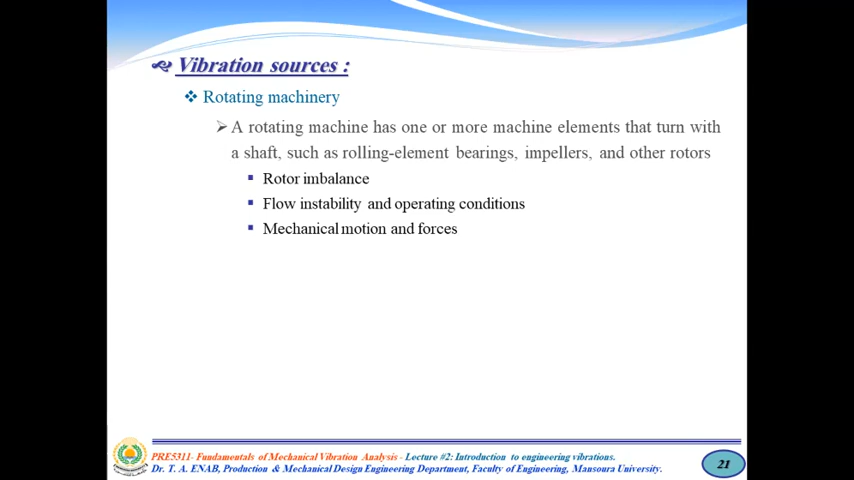 Vibration sources :
Rotating machinery
A rotating machine has one or more machine elements that turn with
a shaft, such as rolling-element bearings, impellers, and other rotors
Rotor imbalance
Flow instability and operating conditions
Mechanical motion and forces
PRE5311- Fundamentals of Mechanical Vibration Analysis - Lecture #2: Introduction to engineering vibrations.
Dr. T. A. ENAB, Production & Mechanical Design Engineering Department, Faculty of Engineering, Mansoura University.
21